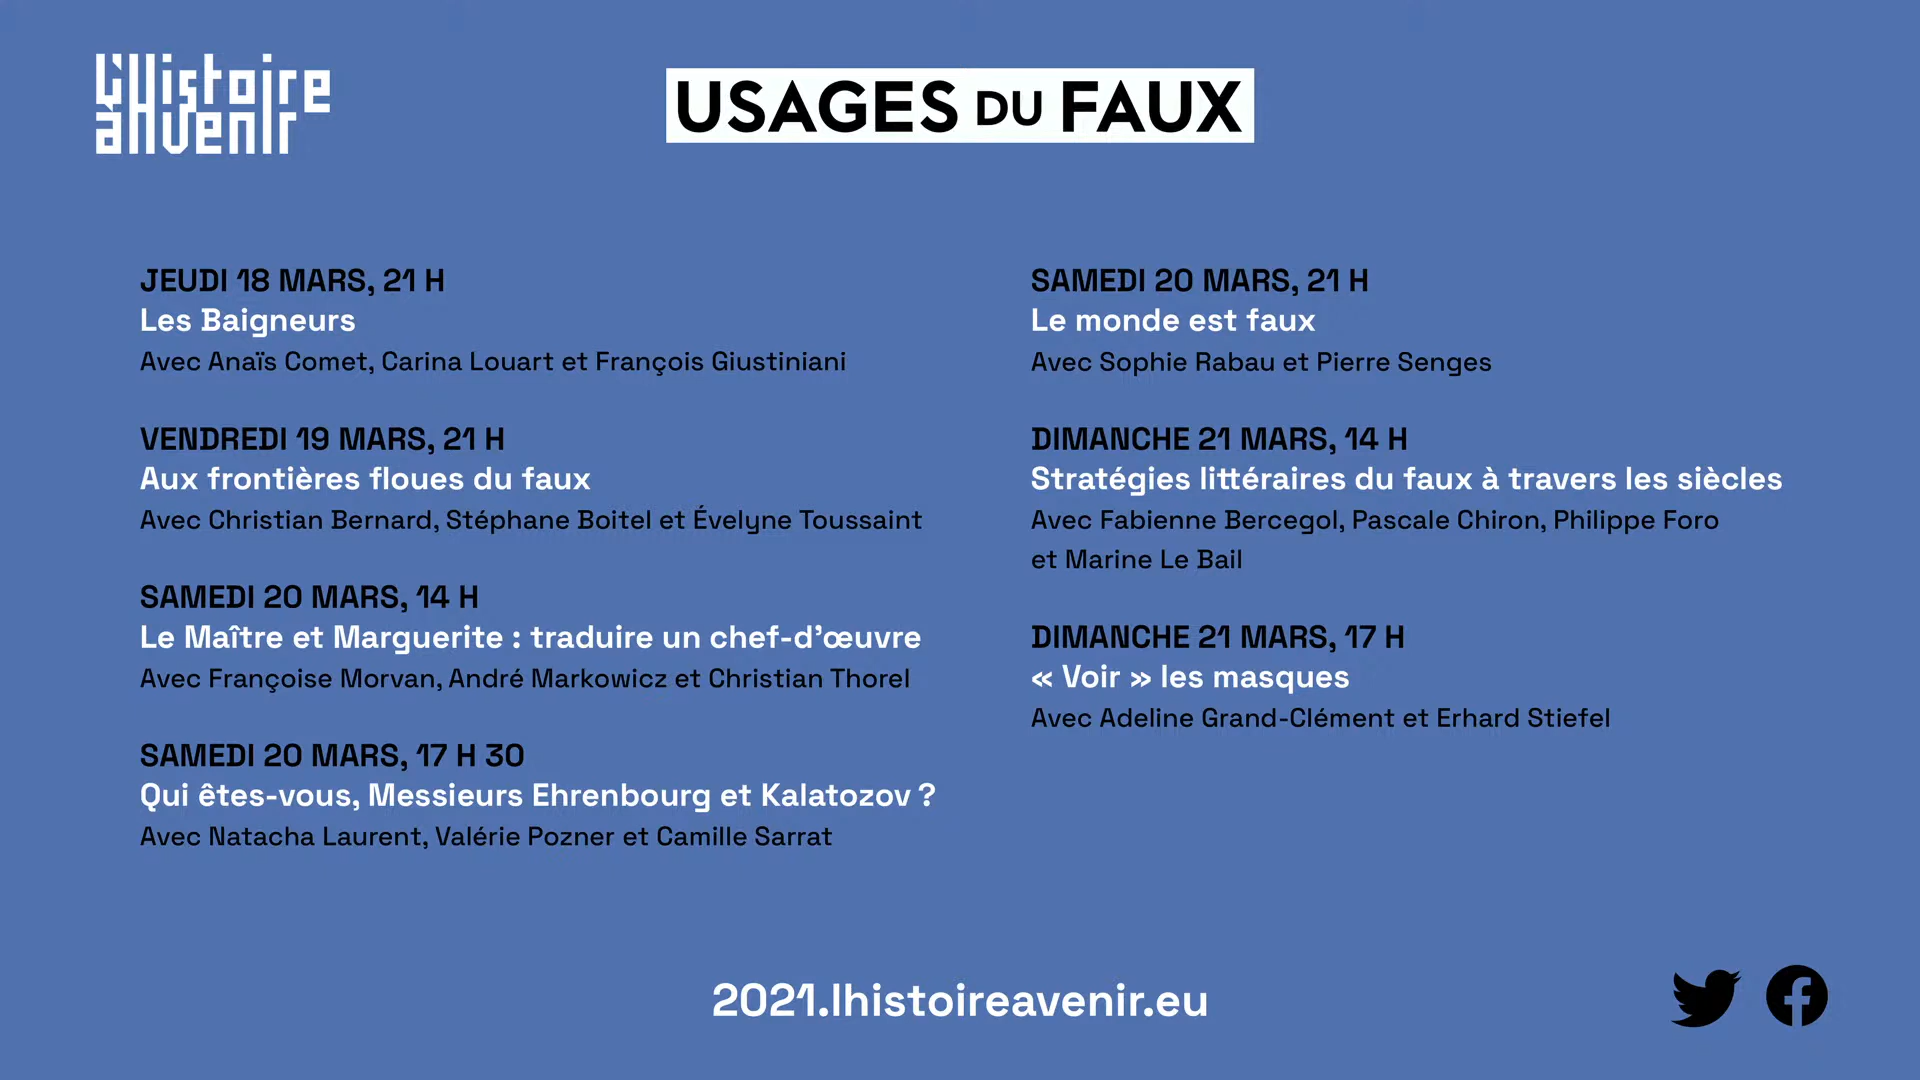 L'Histoire
à venir
USAGES DU FAUX
JEUDI 18 MARS, 21 H
Les Baigneurs
Avec Anaïs Comet, Carina Louart et François Giustiniani
VENDREDI 19 MARS, 21 H
Aux frontières floues du faux
Avec Christian Bernard, Stéphane Boitel et Évelyne Toussaint
SAMEDI 20 MARS, 14 H
Le Maître et Marguerite : traduire un chef-d’œuvre
Avec Françoise Morvan, André Markowicz et Christian Thorel
SAMEDI 20 MARS, 17 H 30
Qui êtes-vous, Messieurs Ehrenbourg et Kalatozov ?
Avec Natacha Laurent, Valérie Pozner et Camille Sarrat
SAMEDI 20 MARS, 21 H
Le monde est faux
Avec Sophie Rabau et Pierre Senges
DIMANCHE 21 MARS, 14 H
Stratégies littéraires du faux à travers les siècles
Avec Fabienne Bercegol, Pascale Chiron, Philippe Foro
et Marine Le Bail
DIMANCHE 21 MARS, 17 H
« Voir » les masques
Avec Adeline Grand-Clément et Erhard Stiefel
2021.lhistoireavenir.eu